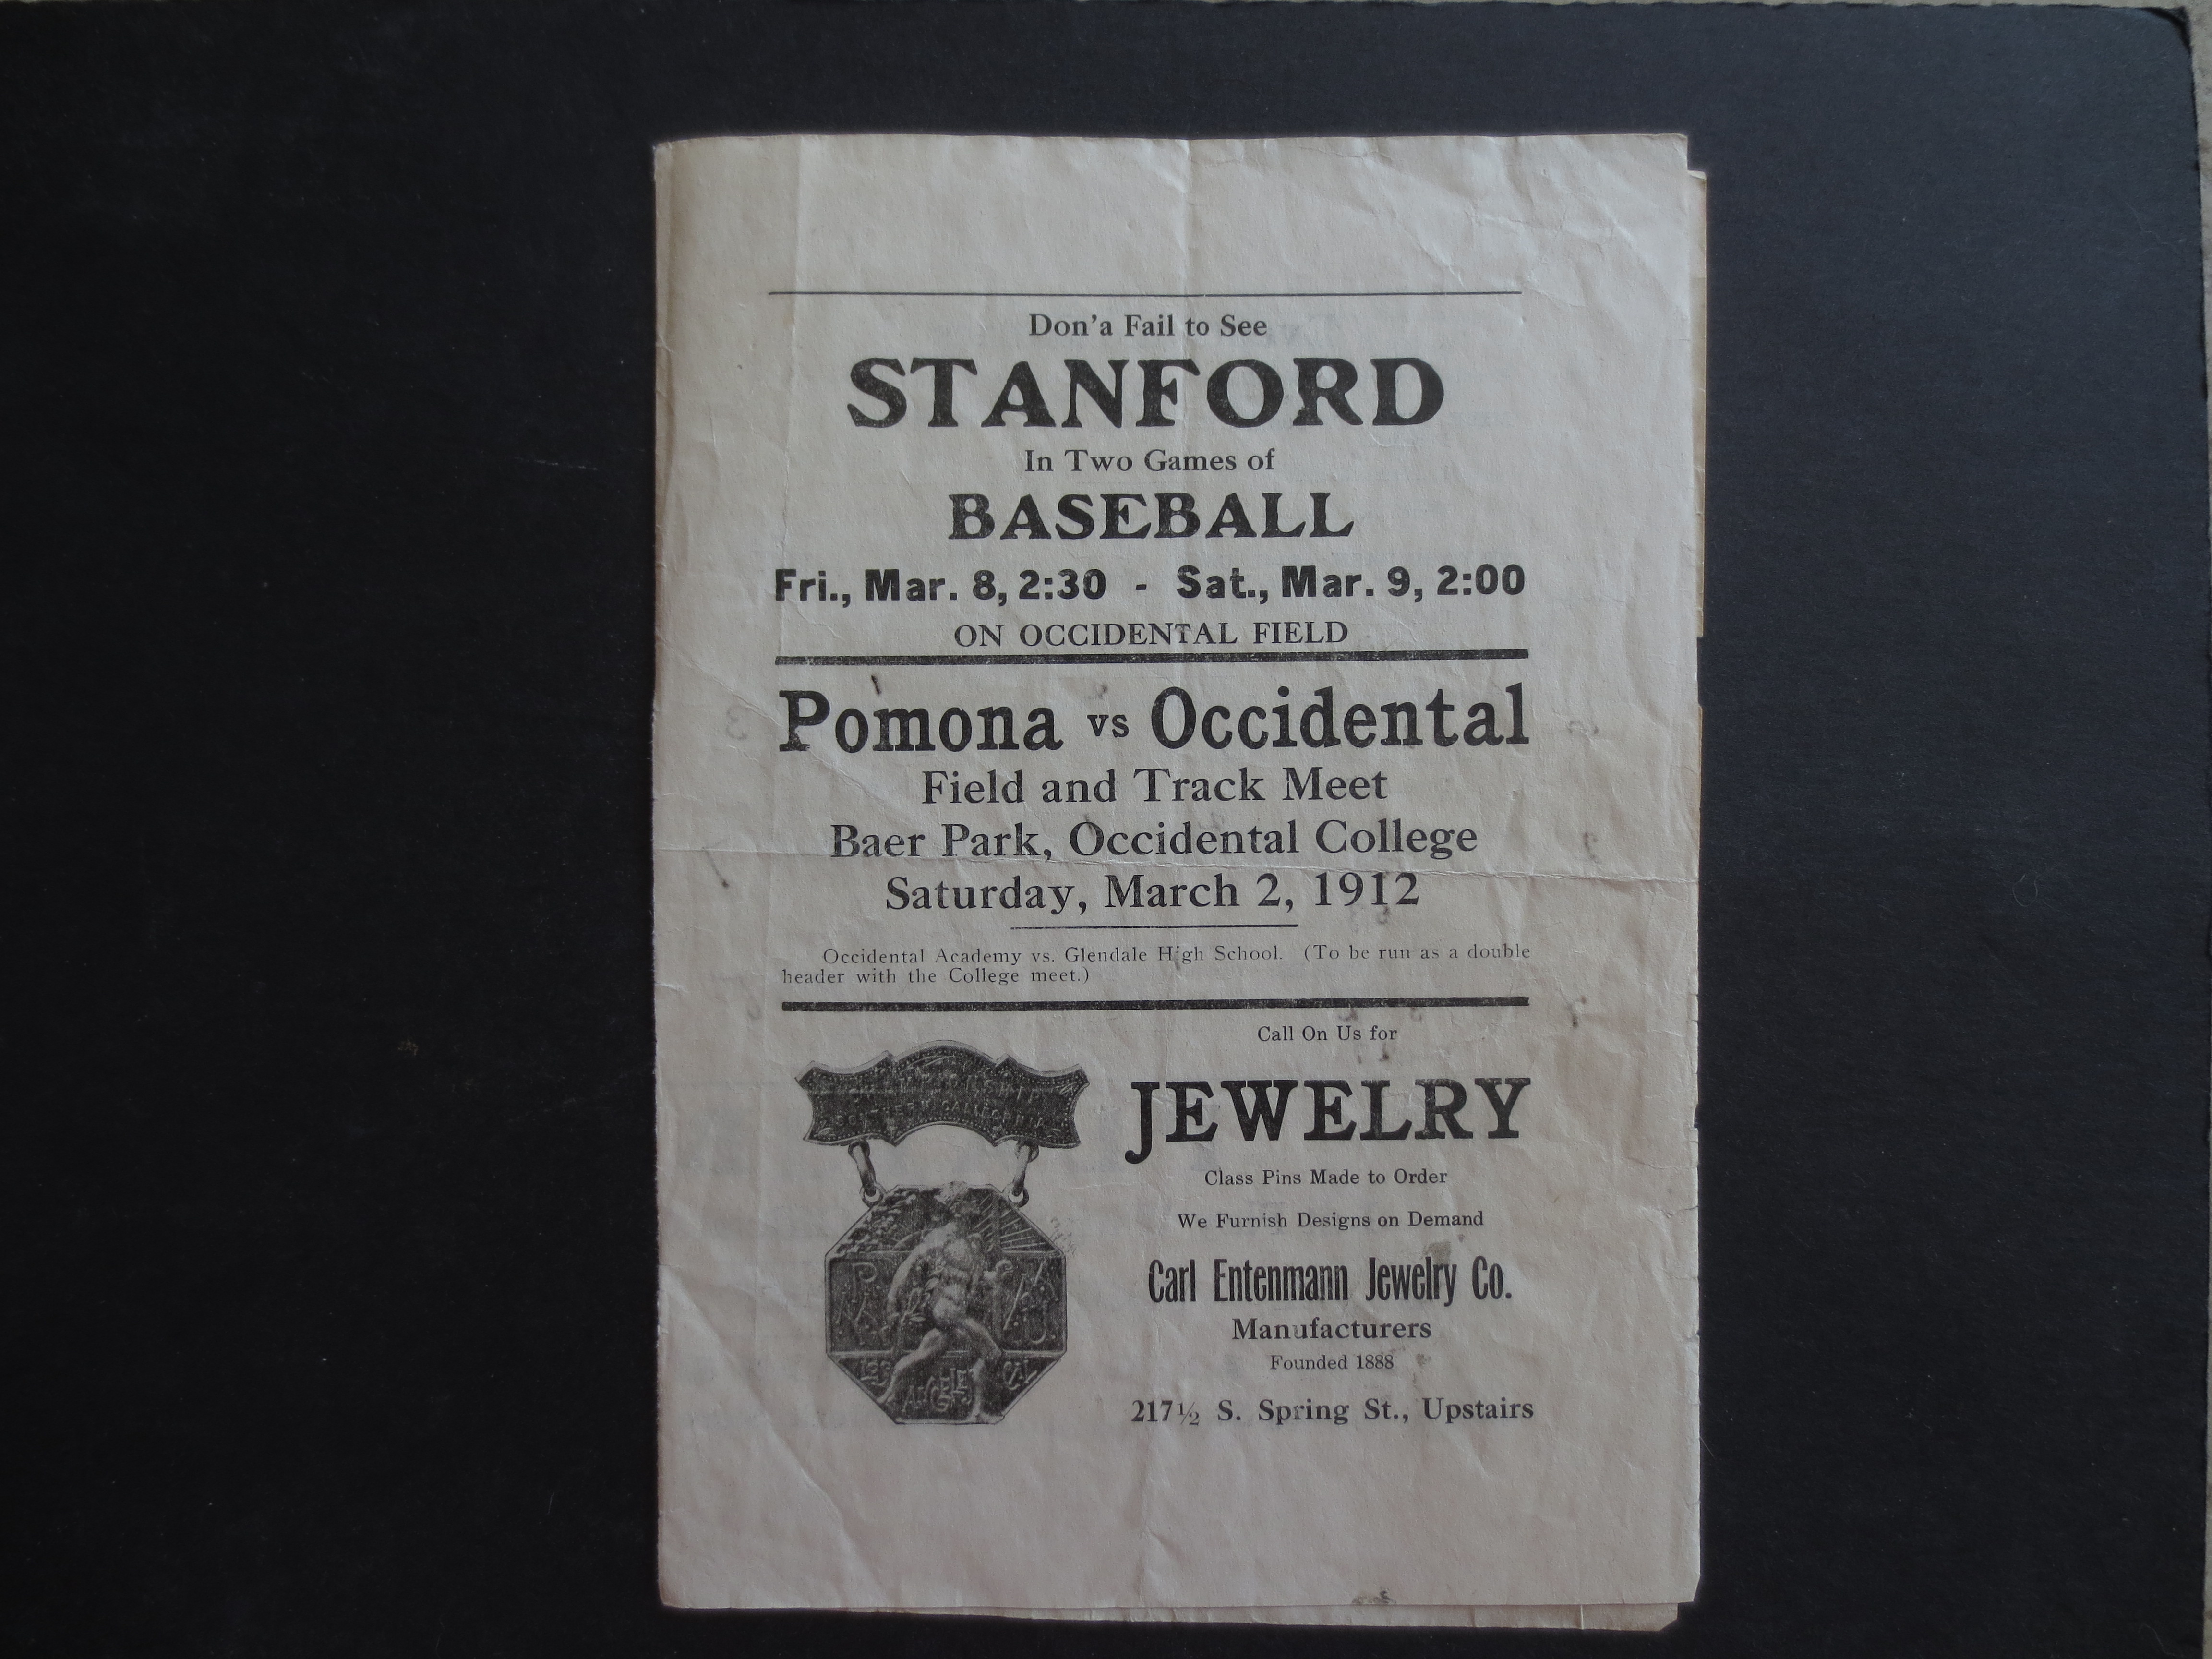 Don'a Fail to See
STANFORD
In Two Games of
BASEBALL
Fri., Mar. 8, 2:30 - Sat., Mar. 9, 2:00
ON OCCIDENTAL FIELD
Pomona vs Occidental
Field and Track Meet
Baer Park, Occidental College
Saturday, March 2, 1912
Occidental Academy vs. Glendale High School. (To be run as a double
header with the College meet.)
Call On Us for
JEWELRY
Class Pins Made to Order
We Furnish Designs on Demand
Carl Entenmann Jewelry Co.
Manufacturers
Founded 1888
217½ S. Spring St., Upstairs
LOS ANGELES CAL